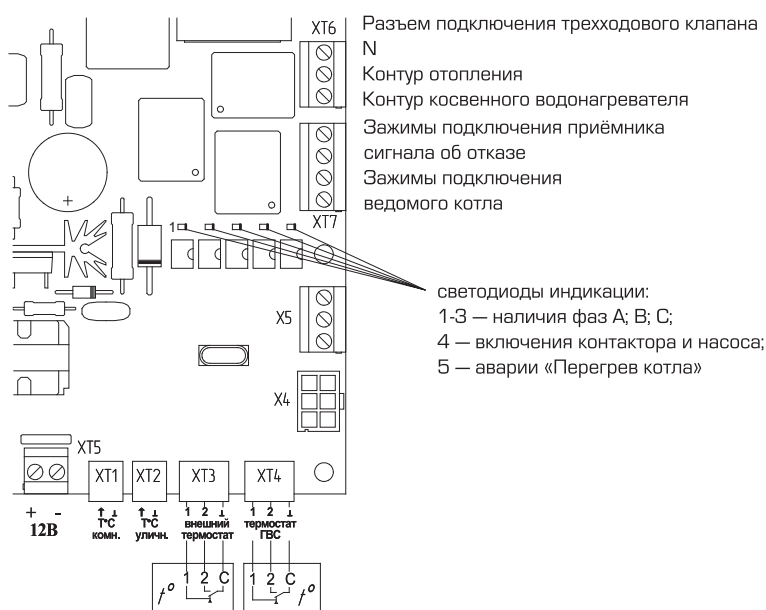 XT6
Разъем подключения трехходового клапана
N
Контур отопления
Контур косвенного водонагревателя
Зажимы подключения приёмника
сигнала об отказе
Зажимы подключения
ведомого котла
XT7
+
1
светодиоды индикации:
1-3 — наличия фаз А; В; С;
4 — включения контактора и насоса;
5 — аварии «Перегрев котла»
X5
X4
XT5
XT1 XT2 XT3 XT4
+ -
12В
T°C
комн.
T°C
уличн.
1 2
внешний
термостат
1 2
термостат
ГВС
1 2 C
t°
1 2 C
t°